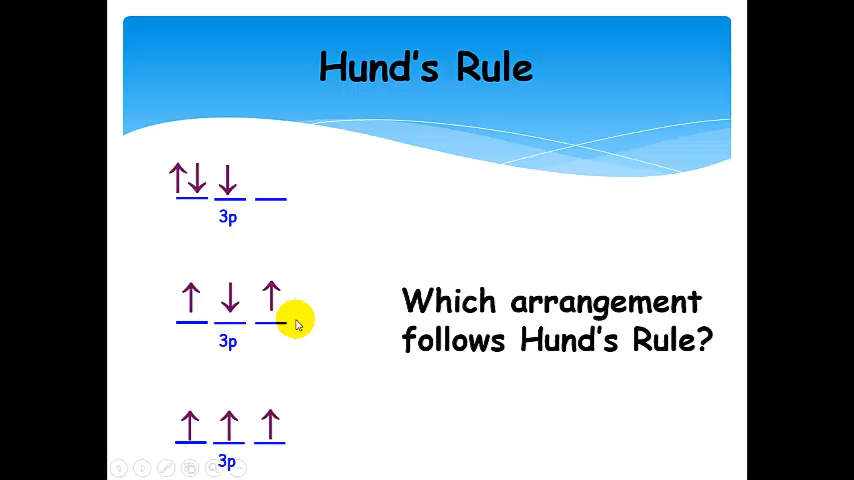 Hund's Rule
↑↓ ↓
3p
↑ ↓ ↑
3p
Which arrangement
follows Hund's Rule?
↑ ↑ ↑
3p